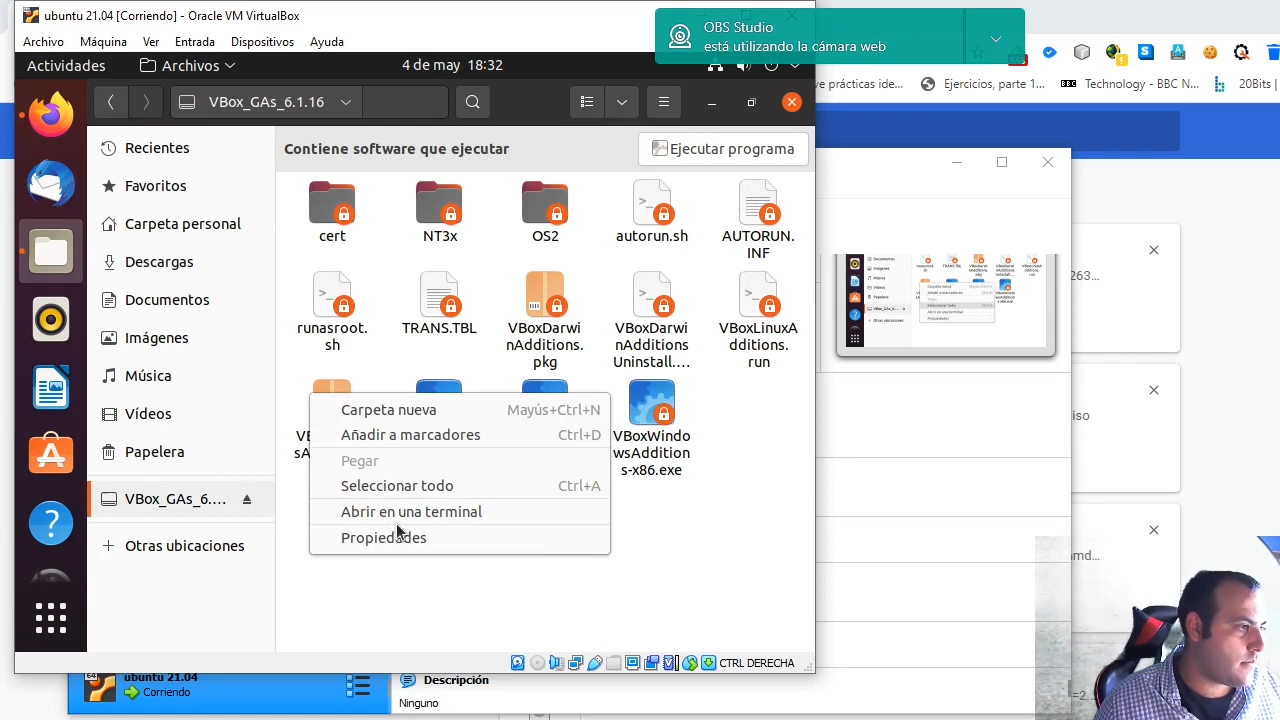 ubuntu 21.04 [Corriendo] - Oracle VM VirtualBox
Archivo Máquina Ver Entrada Dispositivos Ayuda
OBS Studio
está utilizando la cámara web
Actividades Archivos 4 de may 18:32
ve prácticas ide... Ejercicios, parte 1... BBC Technology - BBC N... 20Bits |
VBox_GAs_6.1.16
Contiene software que ejecutar Ejecutar programa
Recientes
Favoritos
Carpeta personal
Descargas
Documentos
Imágenes
Música
Vídeos
Papelera
VBox_GAs_6....
Otras ubicaciones
cert NT3x OS2 autorun.sh AUTORUN.
INF
runasroot.
sh
TRANS.TBL
VBoxDarwi
nAdditions.
pkg
VBoxDarwi
nAdditions
Uninstall....
VBoxLinuxA
dditions.
run
VBoxWindo
wsAddition
s-x86.exe
Carpeta nueva Mayús+Ctrl+N
Añadir a marcadores Ctrl+D
Pegar
Seleccionar todo Ctrl+A
Abrir en una terminal
Propiedades
263...
iso
md...
=2...
CTRL DERECHA
ubuntu 21.04
Corriendo
Descripción
Ninguno